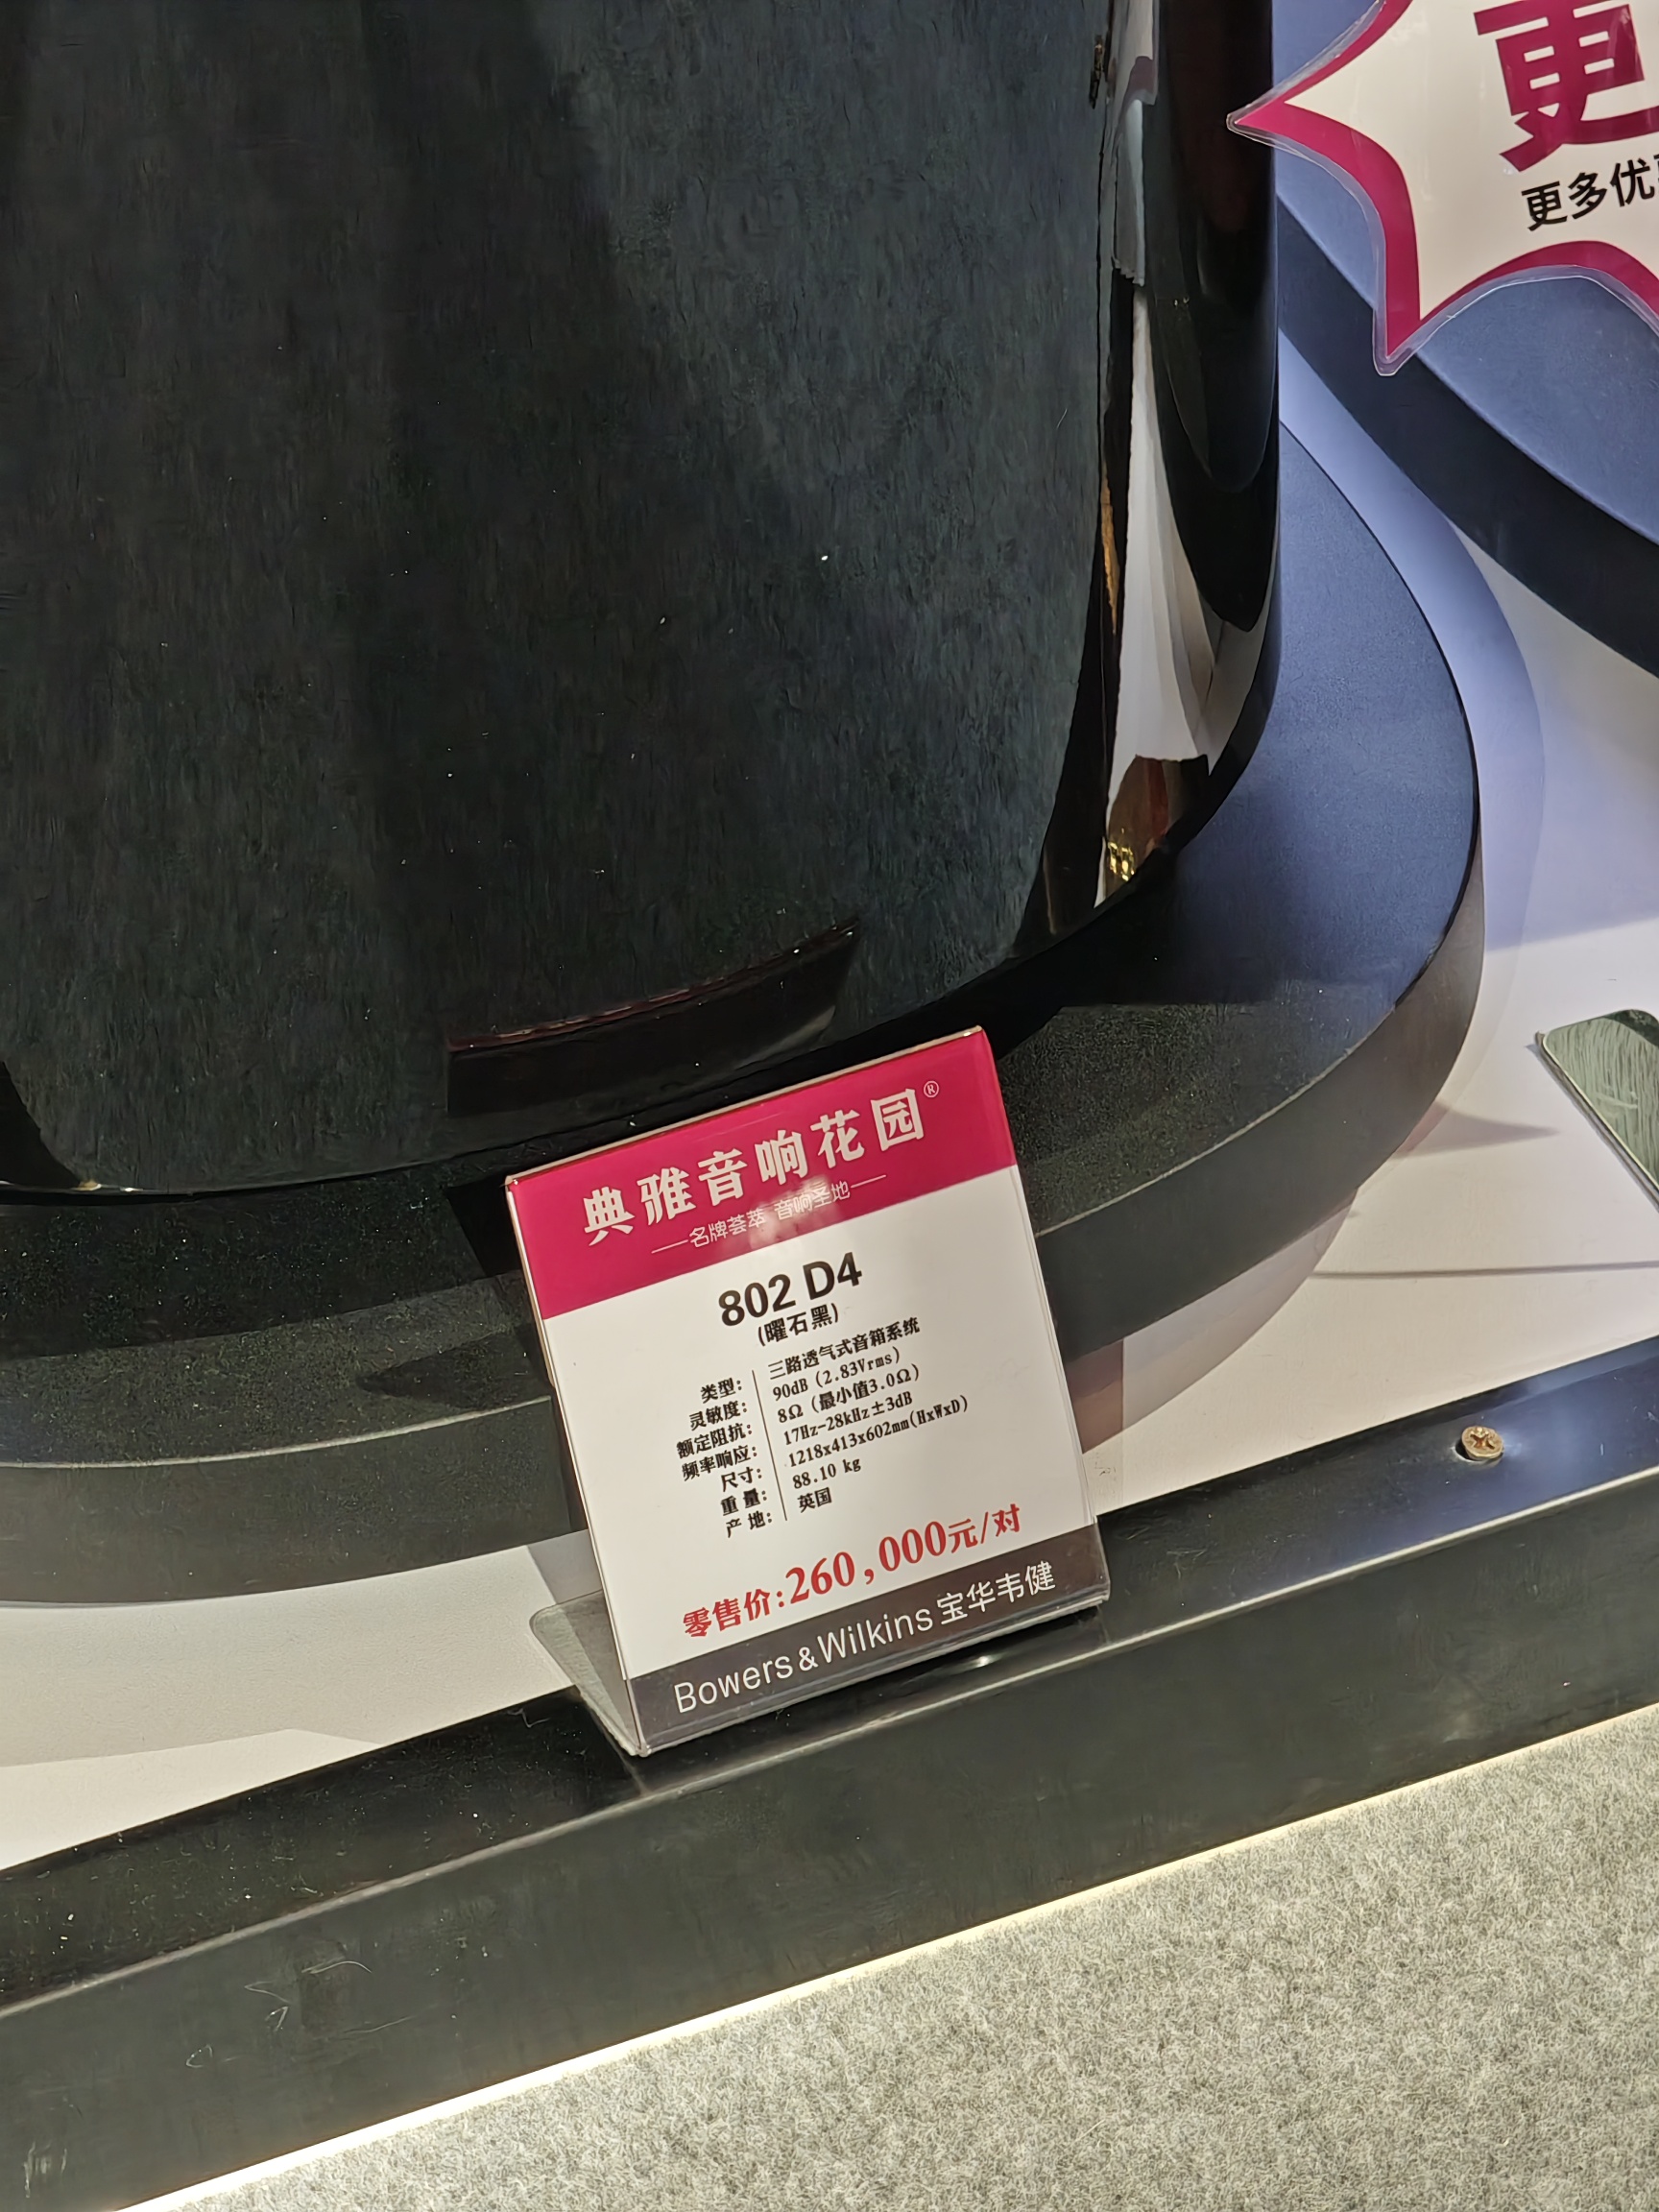 更
更多优
典雅音响花园®
名牌荟萃 音响圣地
802 D4
(曜石黑)
类型： 三路透气式音箱系统
灵敏度： 90dB (2.83Vrms)
额定阻抗： 8Ω (最小值3.0Ω)
频率响应： 17Hz-28kHz±3dB
尺寸： 1218x413x602mm(HxWxD)
重 量： 88.10 kg
产 地： 英国
零售价:260,000元/对
Bowers&Wilkins 宝华韦健